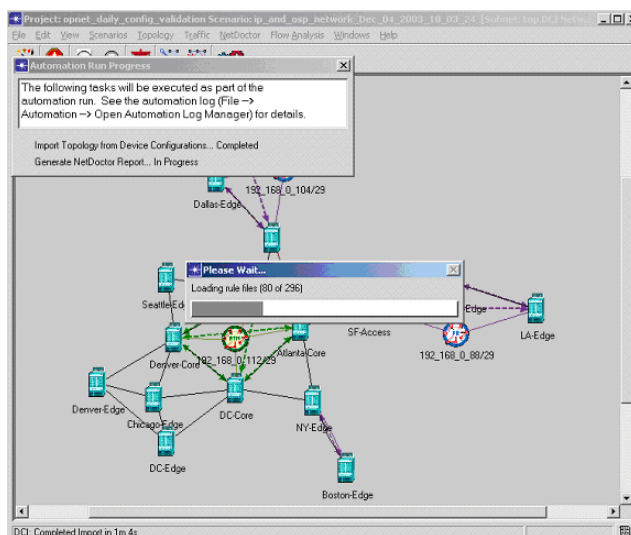 Project: opnet_daily_config_validation Scenario: ip_and_osp_network_Dec_04_2003_10_03_24 [Subnet: top.DCI Netw..
File Edit View Scenarios Topology Traffic NetDoctor Flow Analysis Windows Help
Automation Run Progress
The following tasks will be executed as part of the
automation run. See the automation log (File ->
Automation -> Open Automation Log Manager) for details.
Import Topology from Device Configurations... Completed
Generate NetDoctor Report... In Progress
192_168_0_104/29
Dallas-Edge
Please Wait...
Loading rule files (80 of 296)
Seattle-Ed
-Edge
SF-Access
LA-Edge
192_168_0_88/29
Denver-Core
192_168_0_112/29
Atlanta-Core
Denver-Edge
Chicago-Edge
DC-Core
NY-Edge
DC-Edge
Boston-Edge
DCI: Completed Import in 1m 4s